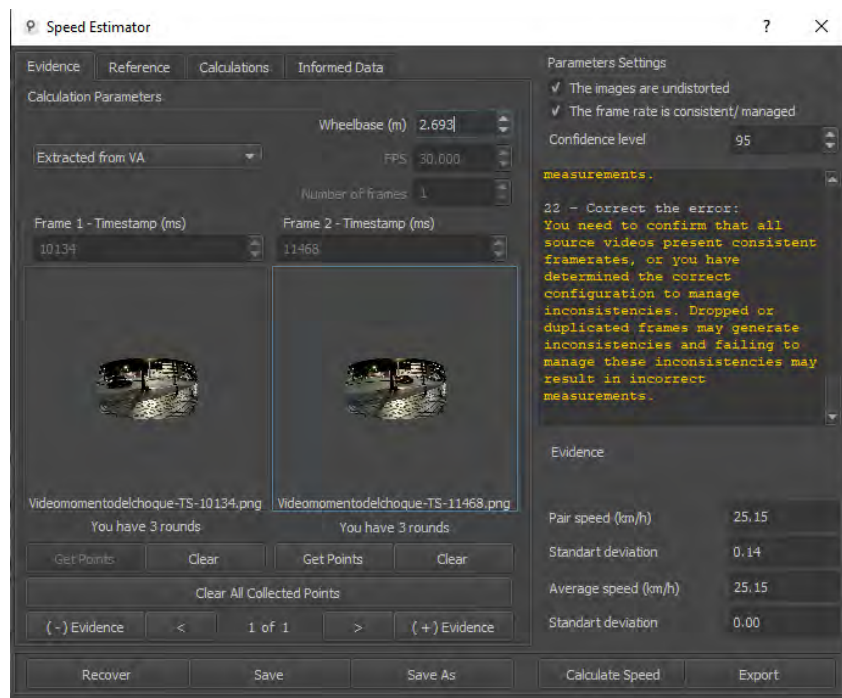 Speed Estimator
?
Evidence
Reference
Calculations
Informed Data
Calculation Parameters
Wheelbase (m) 2.693
Extracted from VA
FPS 30.000
Number of frames 1
Frame 1 - Timestamp (ms)
Frame 2 - Timestamp (ms)
10134
11468
Videomomentodelchoque-TS-10134.png
Videomomentodelchoque-TS-11468.png
You have 3 rounds
You have 3 rounds
Get Points
Clear
Get Points
Clear
Clear All Collected Points
( - ) Evidence
<
1 of 1
>
( + ) Evidence
Recover
Save
Save As
Parameters Settings
The images are undistorted
The frame rate is consistent/ managed
Confidence level 95
measurements.
22 - Correct the error:
You need to confirm that all
source videos present consistent
framerates, or you have
determined the correct
configuration to manage
inconsistencies. Dropped or
duplicated frames may generate
inconsistencies and failing to
manage these inconsistencies may
result in incorrect
measurements.
Evidence
Pair speed (km/h) 25.15
Standart deviation 0.14
Average speed (km/h) 25.15
Standart deviation 0.00
Calculate Speed
Export